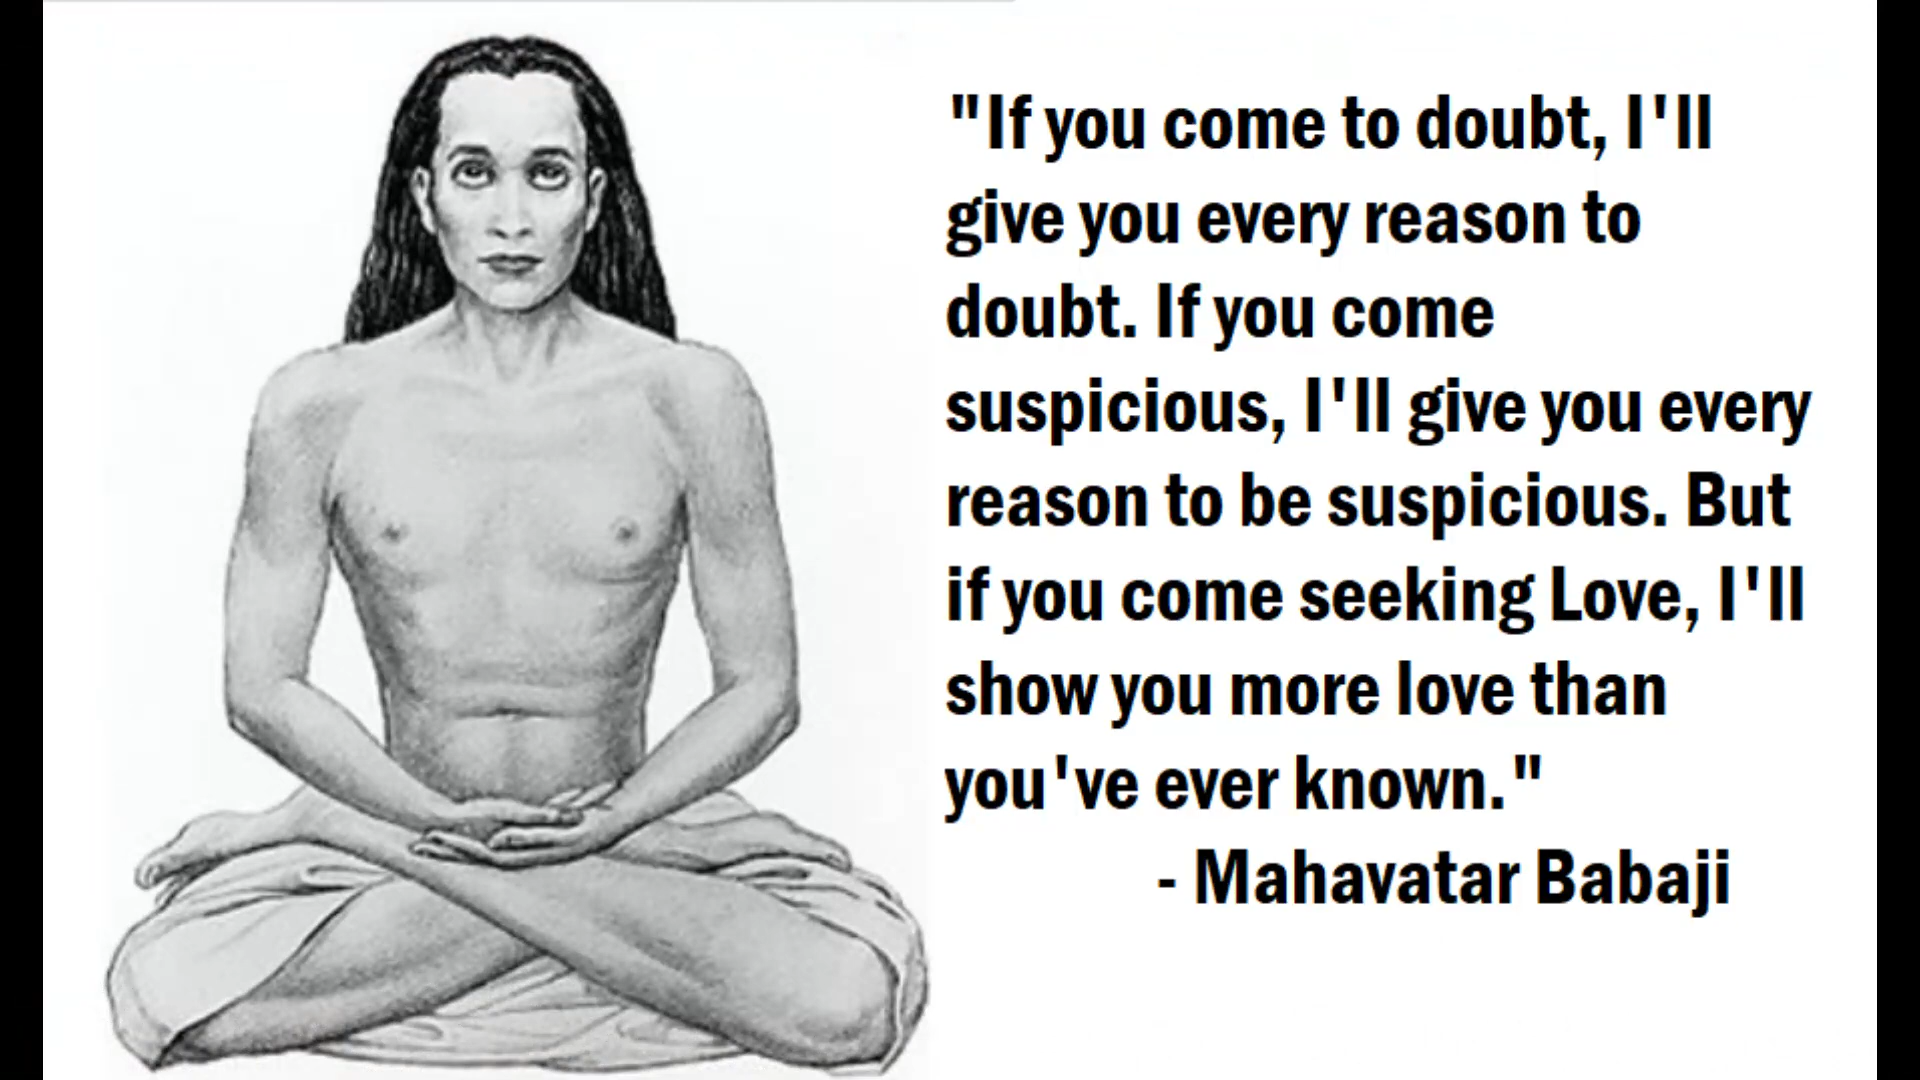 "If you come to doubt, I'll
give you every reason to
doubt. If you come
suspicious, I'll give you every
reason to be suspicious. But
if you come seeking Love, I'll
show you more love than
you've ever known."
- Mahavatar Babaji